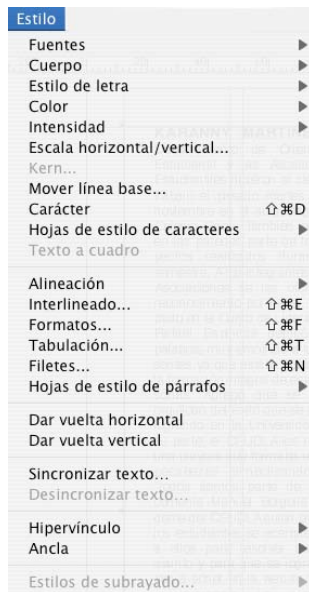 Estilo
Fuentes
Cuerpo
Estilo de letra
Color
Intensidad
Escala horizontal/vertical...
Kern...
Mover línea base...
Carácter ⇧⌘D
Hojas de estilo de caracteres
Texto a cuadro
Alineación
Interlineado... ⇧⌘E
Formatos... ⇧⌘F
Tabulación... ⇧⌘T
Filetes... ⇧⌘N
Hojas de estilo de párrafos
Dar vuelta horizontal
Dar vuelta vertical
Sincronizar texto...
Desincronizar texto...
Hipervínculo
Ancla
Estilos de subrayado...